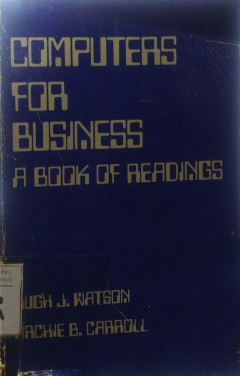 COMPUTERS
FOR
BUSINESS
A BOOK OF READINGS
J. WATSON
B. CARROLL